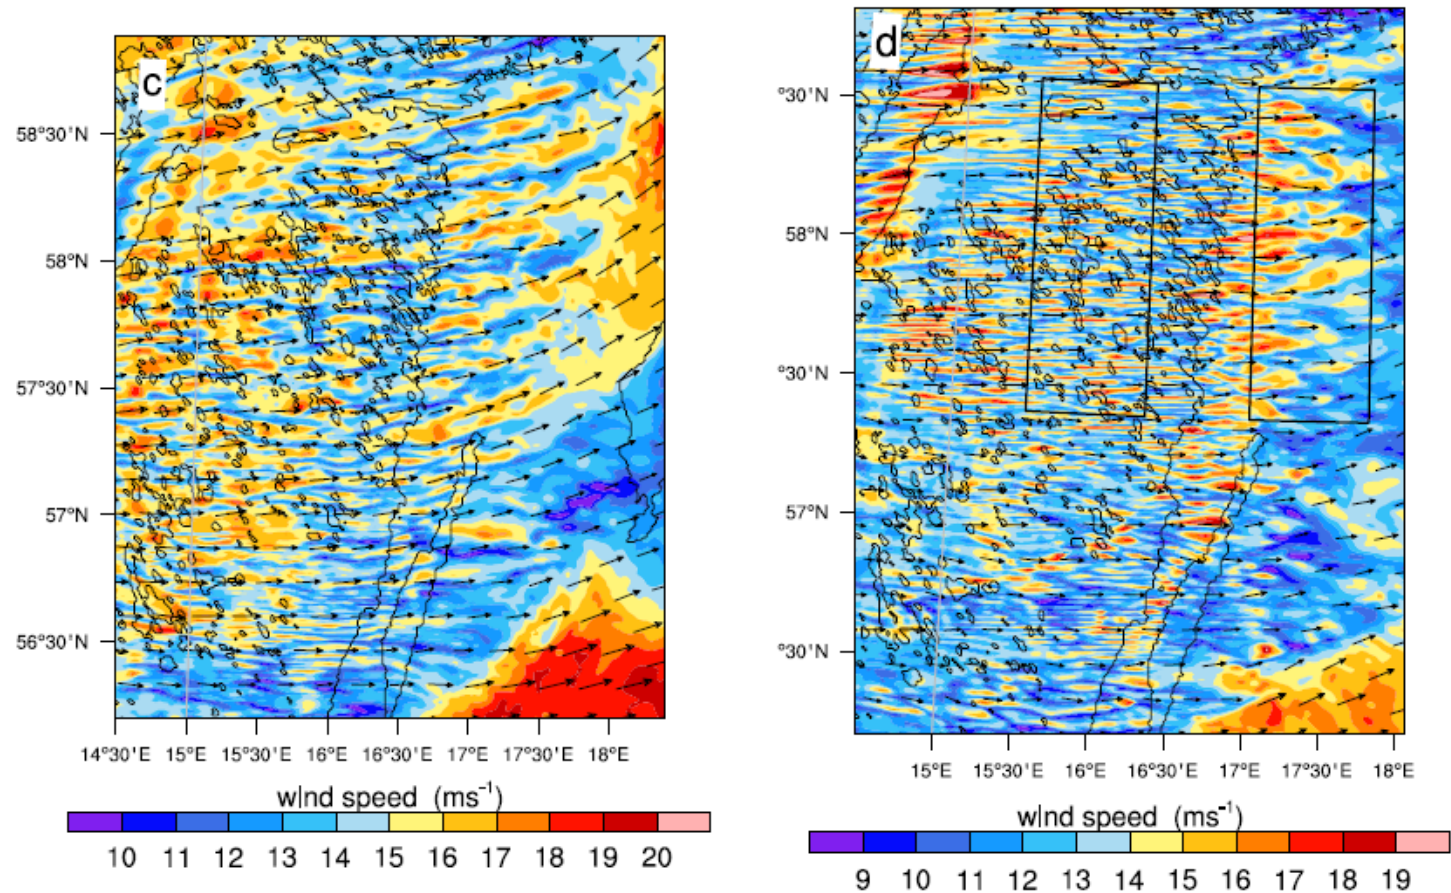 c
58°30'N
58°N
57°30'N
57°N
56°30'N
14°30'E 15°E 15°30'E 16°E 16°30'E 17°E 17°30'E 18°E
wind speed (ms⁻¹)
10 11 12 13 14 15 16 17 18 19 20
d
°30'N
58°N
°30'N
57°N
°30'N
15°E 15°30'E 16°E 16°30'E 17°E 17°30'E 18°E
wind speed (ms⁻¹)
9 10 11 12 13 14 15 16 17 18 19